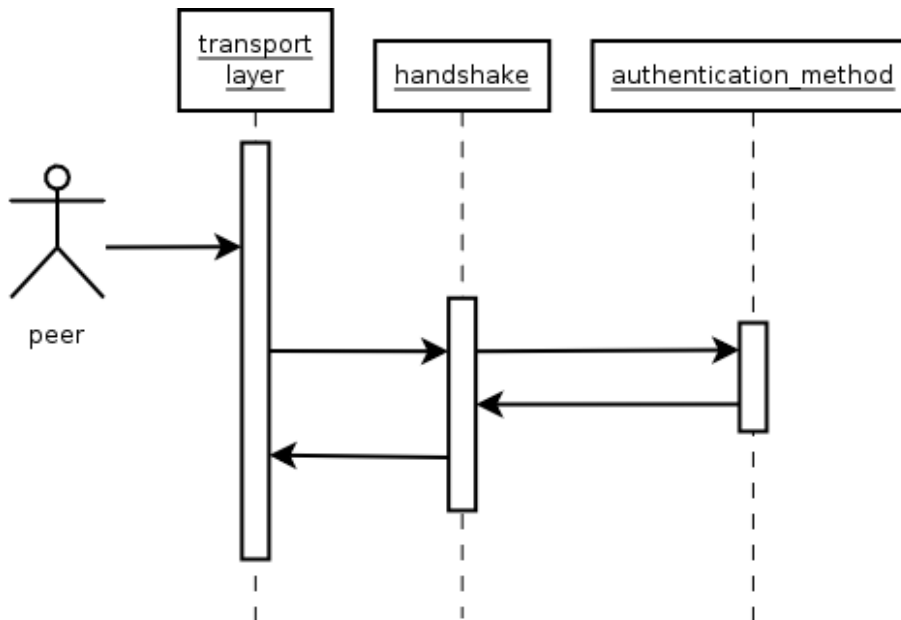 transport
layer
handshake
authentication_method
peer